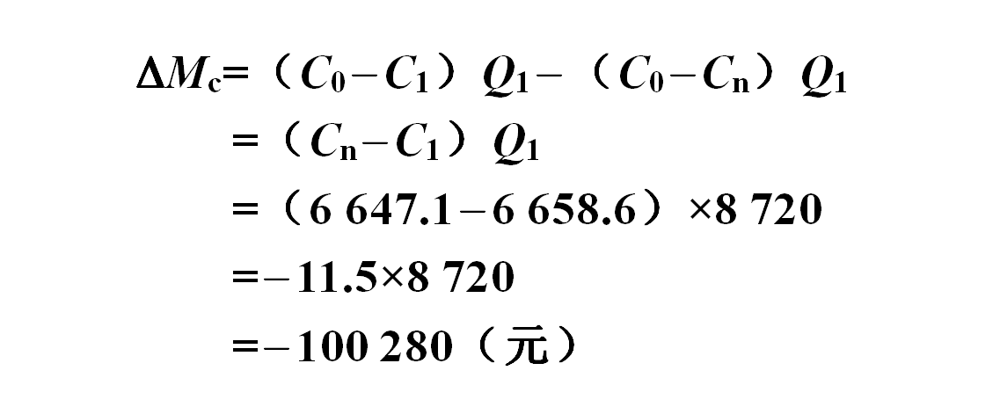 ΔMc=（C0−C1）Q1−（C0−Cn）Q1
=（Cn−C1）Q1
=（6 647.1−6 658.6）×8 720
=−11.5×8 720
=−100 280（元）